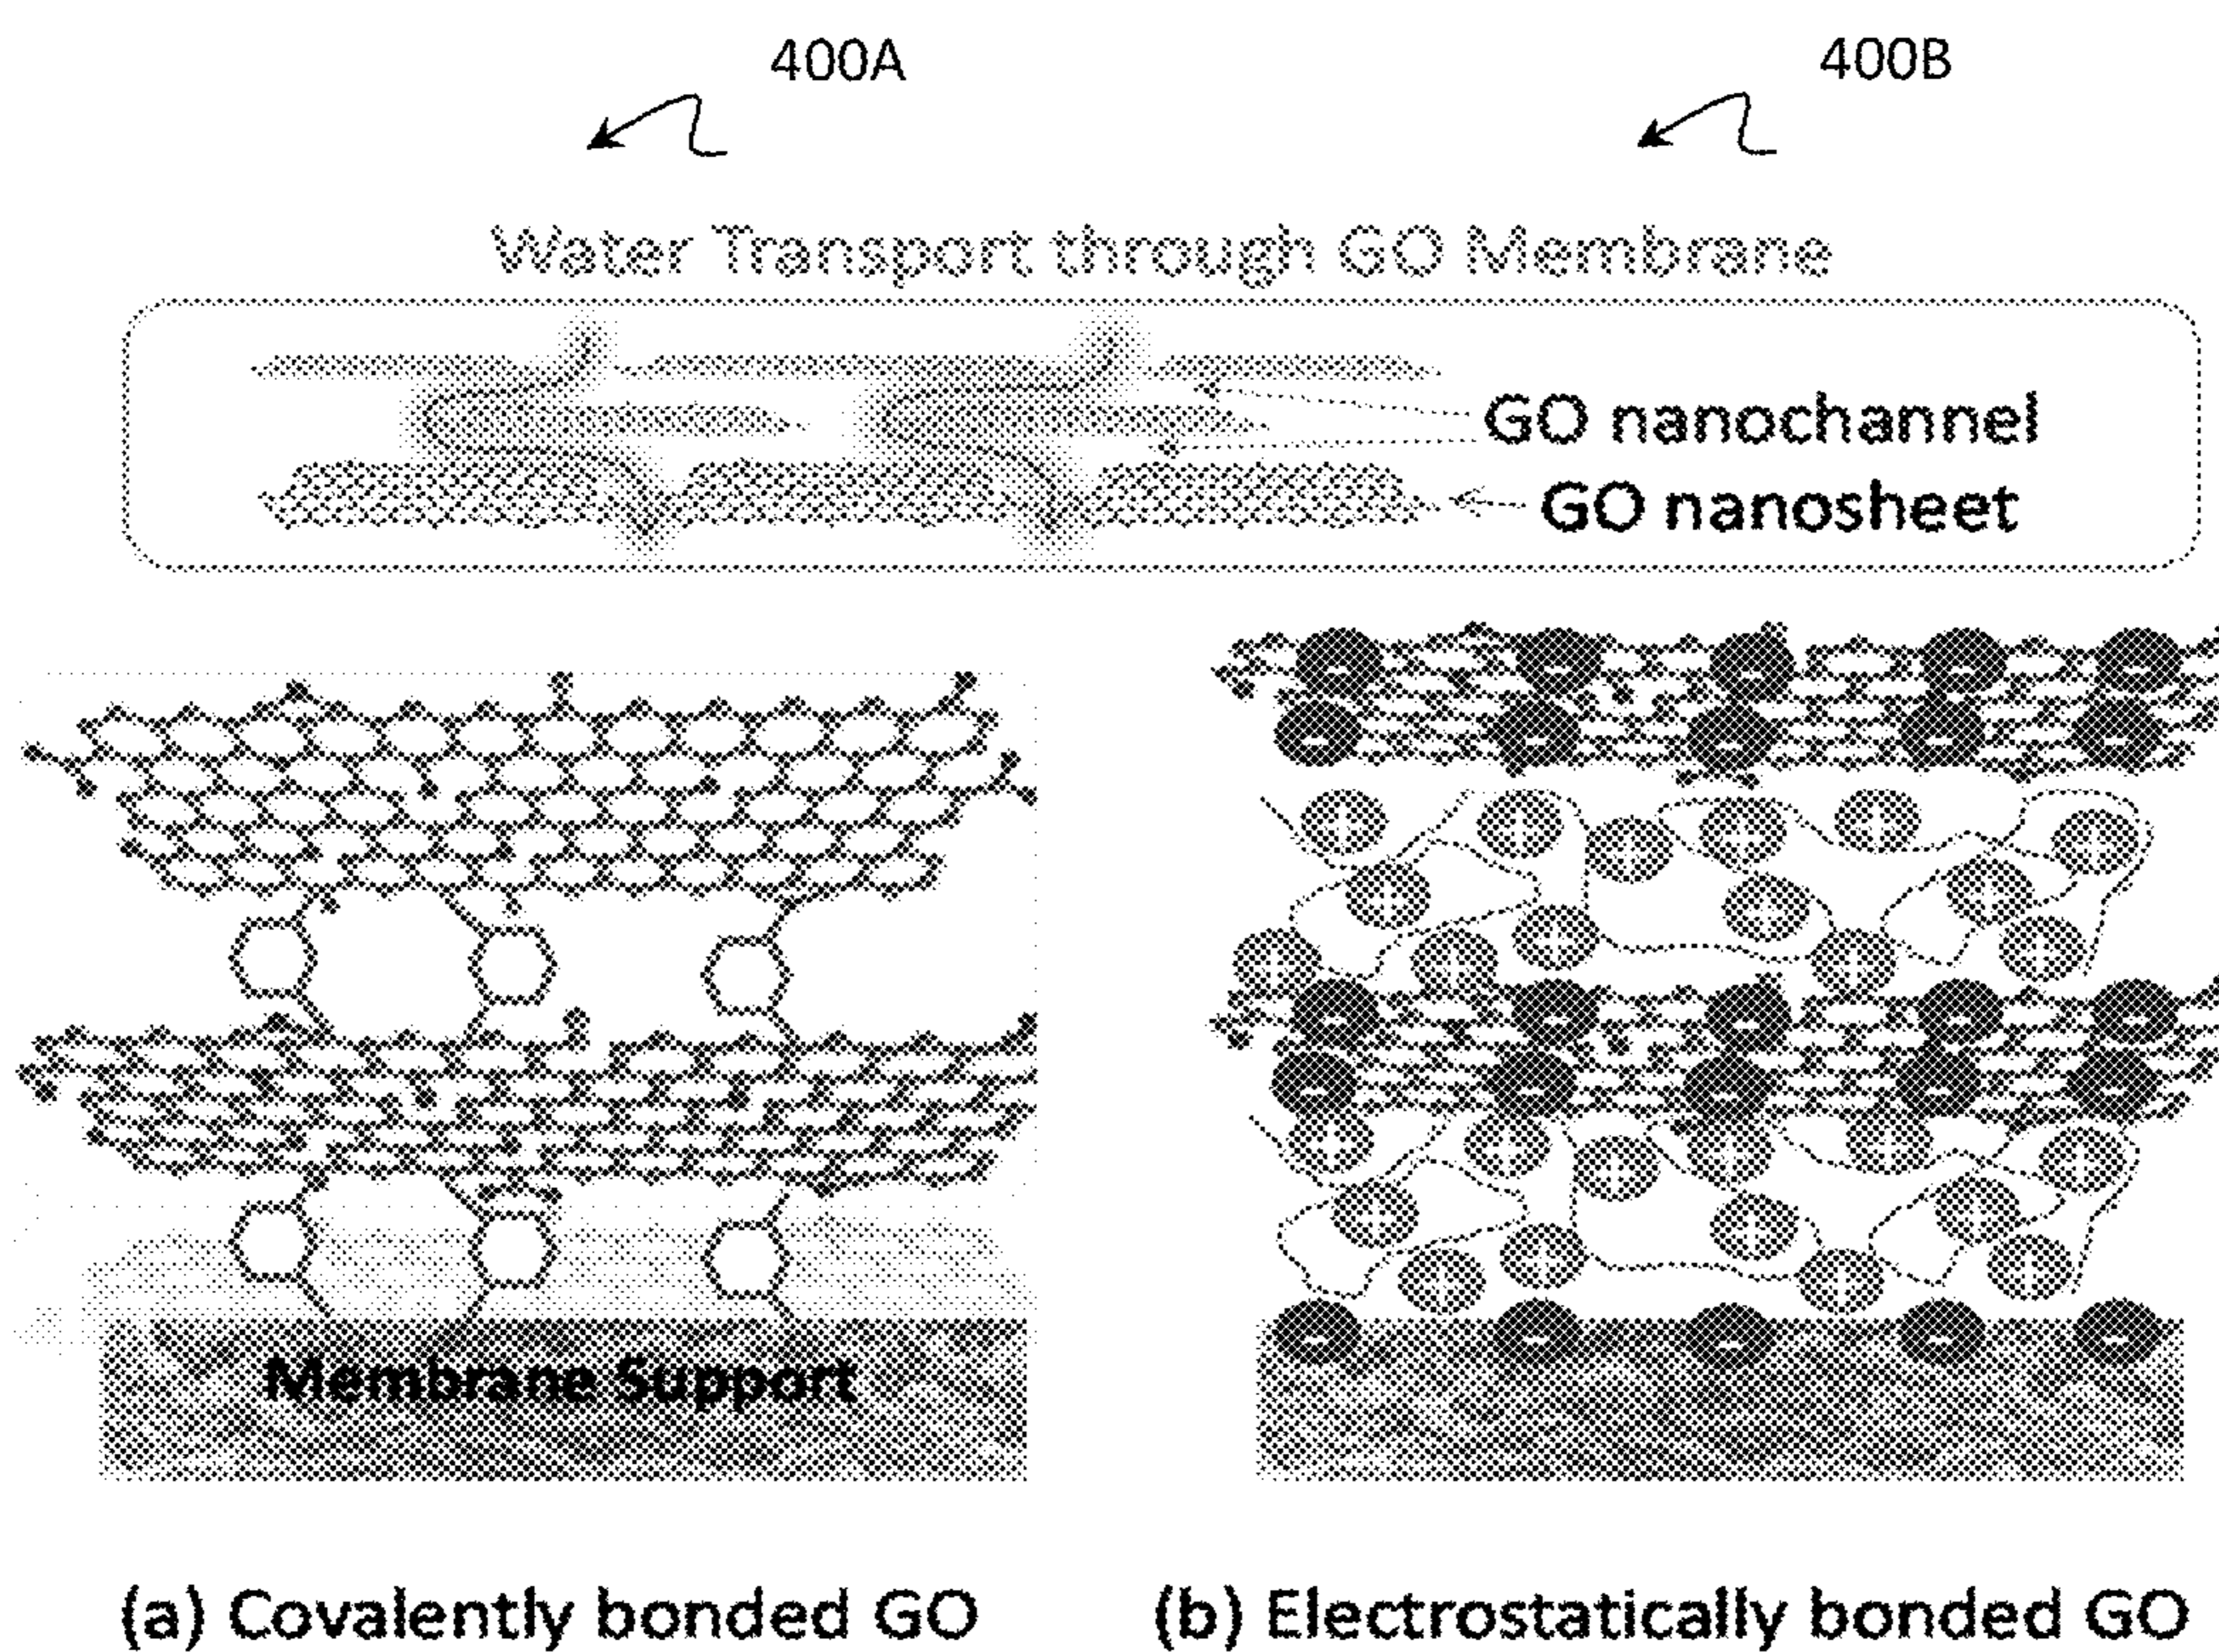 400A
400B
Water Transport through GO Membrane
GO nanochannel
GO nanosheet
Membrane Support
(a) Covalently bonded GO
(b) Electrostatically bonded GO